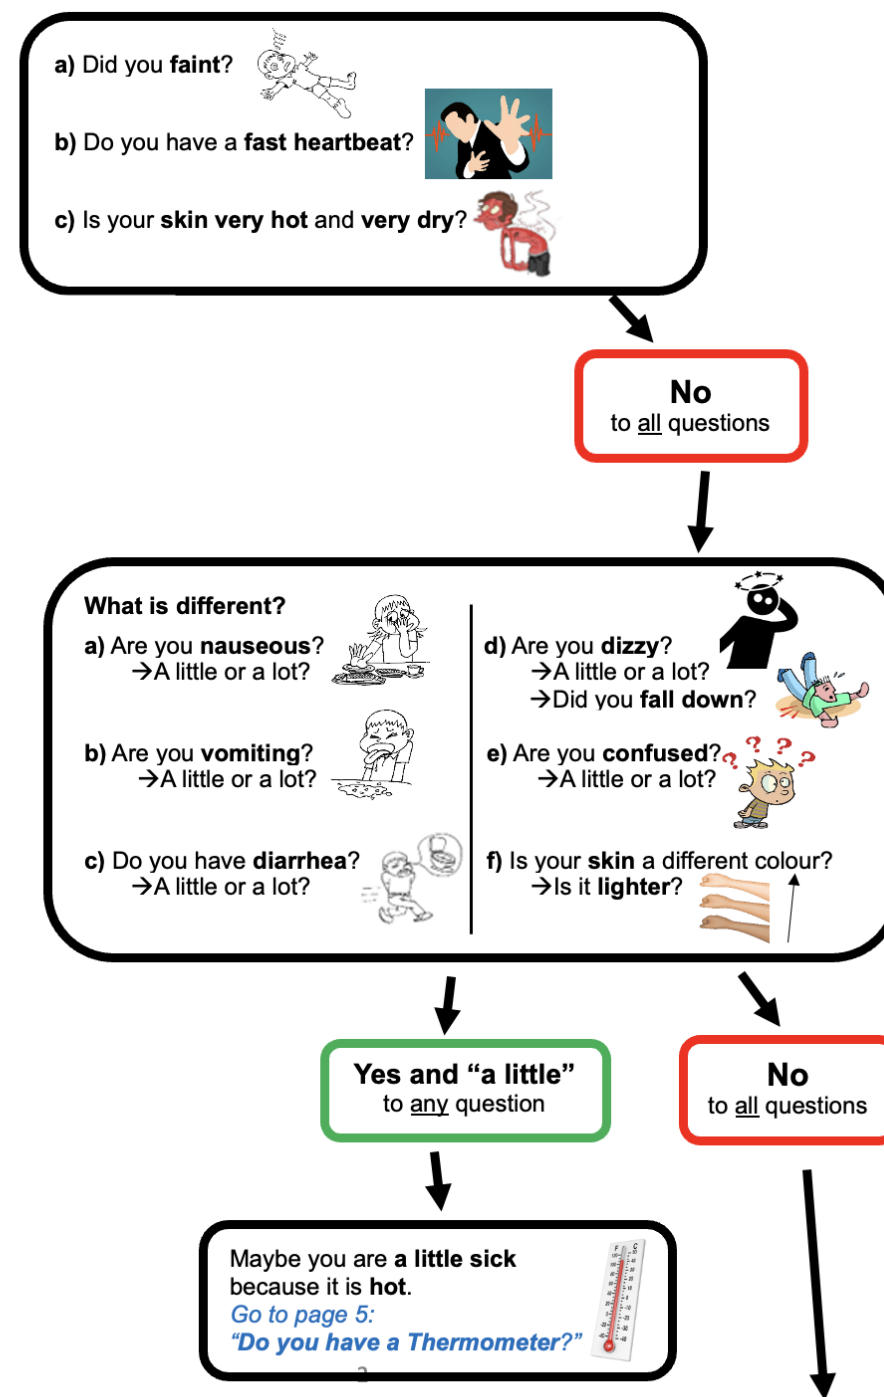 a) Did you faint?
b) Do you have a fast heartbeat?
c) Is your skin very hot and very dry?
No
to all questions
What is different?
a) Are you nauseous?
→A little or a lot?
b) Are you vomiting?
→A little or a lot?
c) Do you have diarrhea?
→A little or a lot?
d) Are you dizzy?
→A little or a lot?
→Did you fall down?
e) Are you confused?
→A little or a lot?
f) Is your skin a different colour?
→Is it lighter?
Yes and “a little”
to any question
No
to all questions
Maybe you are a little sick
because it is hot.
Go to page 5:
“Do you have a Thermometer?”